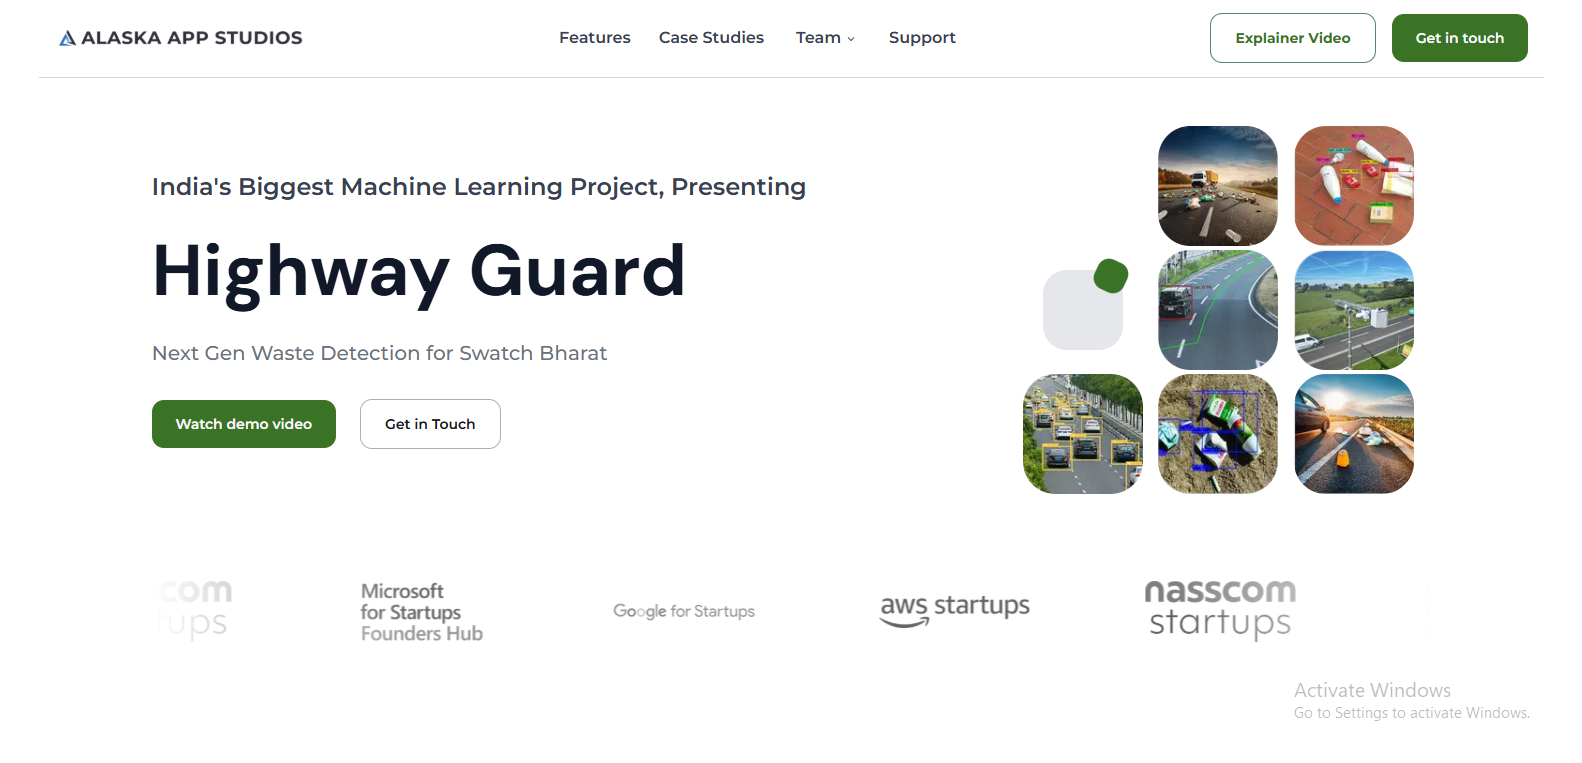 ALASKA APP STUDIOS
Features
Case Studies
Team
Support
Explainer Video
Get in touch
India's Biggest Machine Learning Project, Presenting
Highway Guard
Next Gen Waste Detection for Swatch Bharat
Watch demo video
Get in Touch
com
tups
Microsoft
for Startups
Founders Hub
Google for Startups
aws startups
nasscom
startups
Activate Windows
Go to Settings to activate Windows.